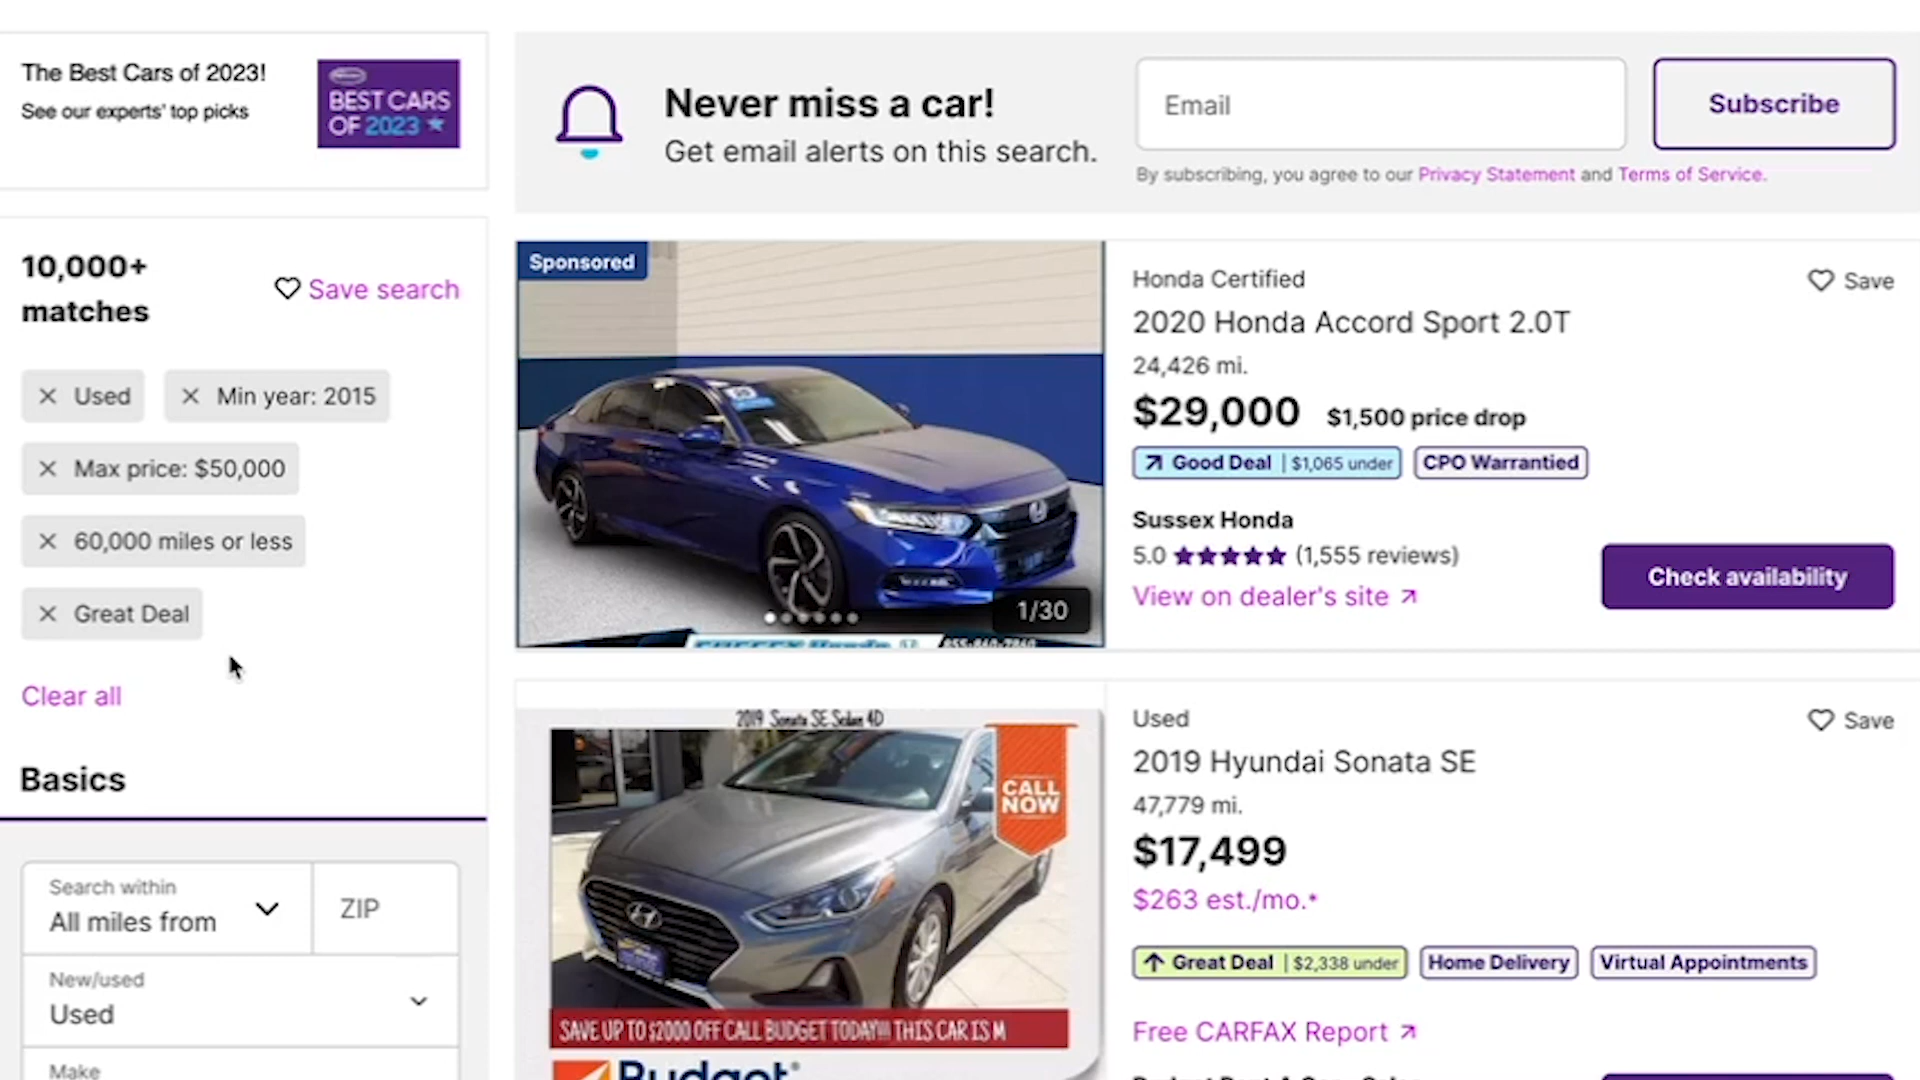 The Best Cars of 2023!
See our experts' top picks
BEST CARS
OF 2023
Never miss a car!
Get email alerts on this search.
Email
Subscribe
By subscribing, you agree to our Privacy Statement and Terms of Service.
10,000+
matches
Save search
Used
Min year: 2015
Max price: $50,000
60,000 miles or less
Great Deal
Clear all
Basics
Search within
All miles from
ZIP
New/used
Used
Make
Sponsored
1/30
Honda Certified
Save
2020 Honda Accord Sport 2.0T
24,426 mi.
$29,000 $1,500 price drop
Good Deal | $1,065 under
CPO Warrantied
Sussex Honda
5.0 (1,555 reviews)
Check availability
View on dealer's site
2019 Sonata SE Sedan 4D
CALL
NOW
SAVE UP TO $2000 OFF CALL BUDGET TODAY!!! THIS CAR IS M
Budget
Used
Save
2019 Hyundai Sonata SE
47,779 mi.
$17,499
$263 est./mo.*
Great Deal | $2,338 under
Home Delivery
Virtual Appointments
Free CARFAX Report